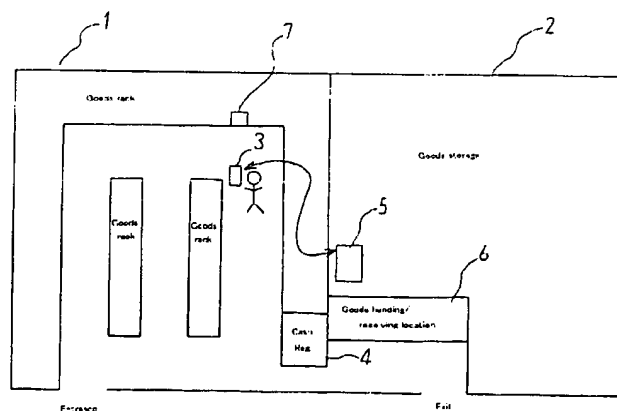 1
7
2
Goods rack
3
Goods storage
Goods
rack
Goods
rack
5
6
Goods handing/
receiving location
Cash
Reg
4
Entrance
Exit